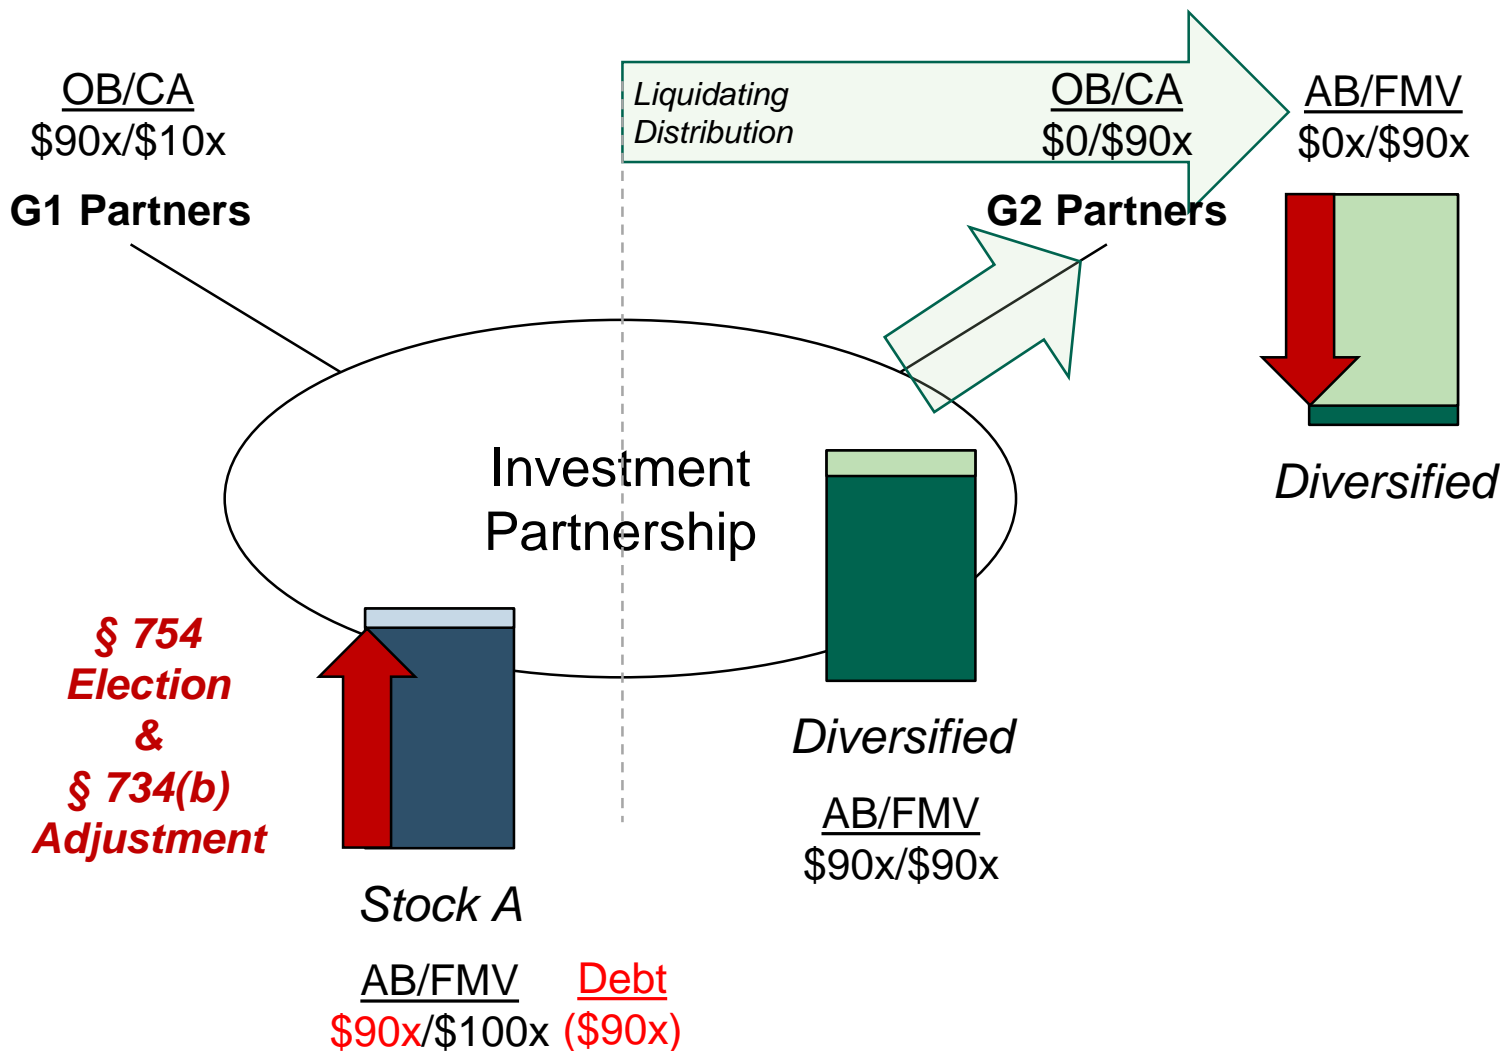 OB/CA
$90x/$10x
G1 Partners
Liquidating
Distribution
OB/CA
$0/$90x
G2 Partners
AB/FMV
$0x/$90x
Diversified
Investment
Partnership
§ 754
Election
&
§ 734(b)
Adjustment
Diversified
AB/FMV
$90x/$90x
Stock A
AB/FMV Debt
$90x/$100x ($90x)